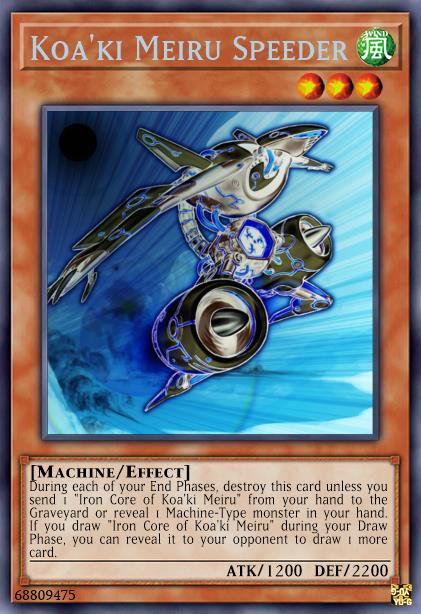 Koa'ki Meiru Speeder
WIND
風
[Machine/Effect]
During each of your End Phases, destroy this card unless you
send 1 "Iron Core of Koa'ki Meiru" from your hand to the
Graveyard or reveal 1 Machine-Type monster in your hand.
If you draw "Iron Core of Koa'ki Meiru" during your Draw
Phase, you can reveal it to your opponent to draw 1 more
card.
ATK/1200 DEF/2200
68809475